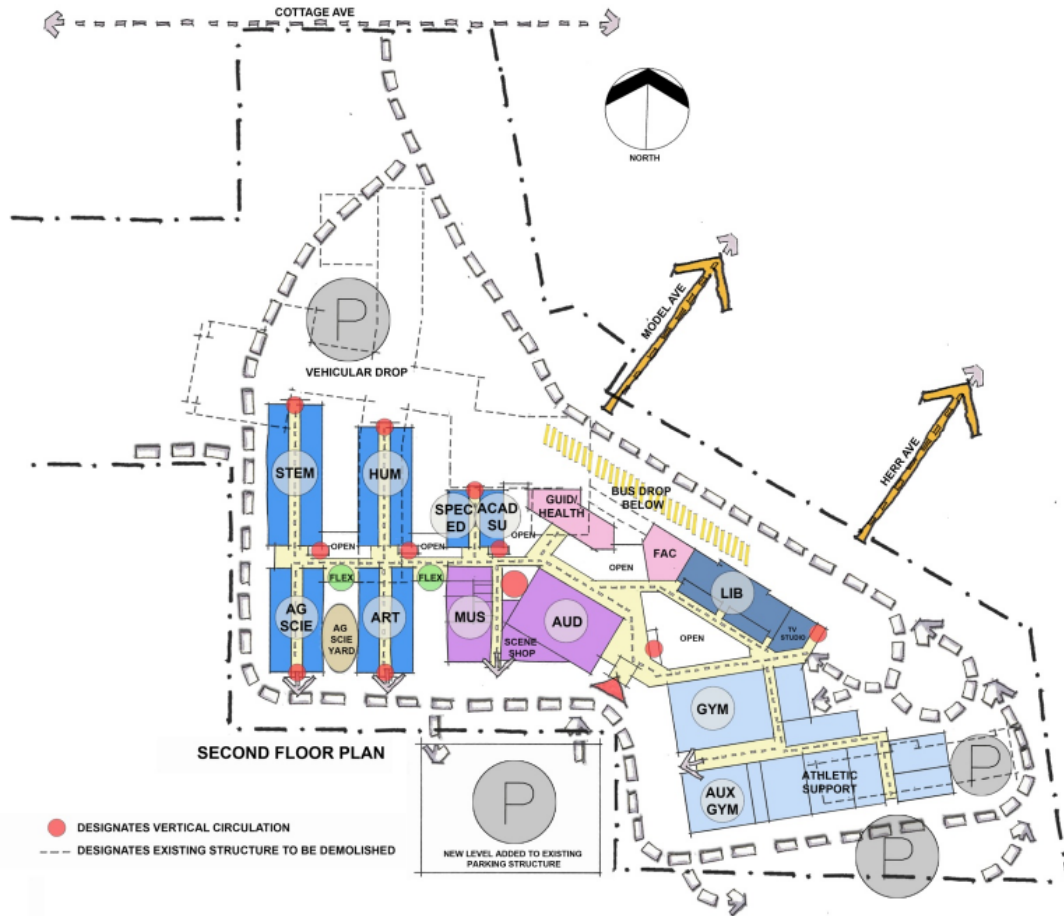 COTTAGE AVE
NORTH
MODEL AVE
HERR AVE
P
VEHICULAR DROP
STEM
HUM
SPEC
ED
ACAD
SU
GUID/
HEALTH
BUS DROP
BELOW
OPEN
OPEN
OPEN
OPEN
FAC
FLEX
FLEX
LIB
TV
STUDIO
AG
SCIE
AG
SCIE
YARD
ART
MUS
SCENE
SHOP
AUD
OPEN
GYM
AUX
GYM
ATHLETIC
SUPPORT
P
P
SECOND FLOOR PLAN
P
NEW LEVEL ADDED TO EXISTING
PARKING STRUCTURE
DESIGNATES VERTICAL CIRCULATION
DESIGNATES EXISTING STRUCTURE TO BE DEMOLISHED